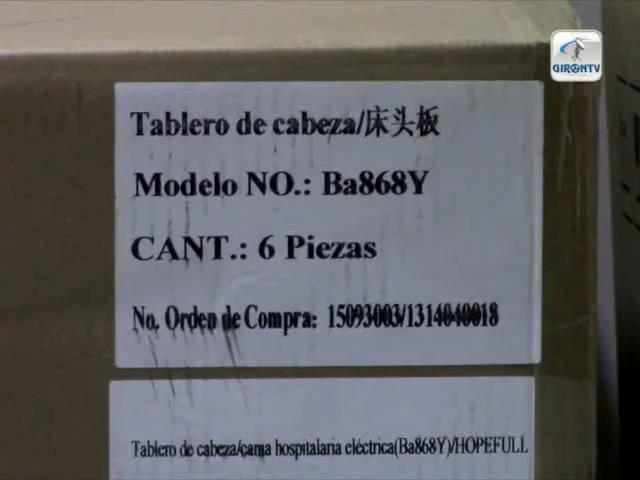 GIRONTV
Tablero de cabeza/床头板
Modelo NO.: Ba868Y
CANT.: 6 Piezas
No. Orden de Compra: 15093003/1314040018
Tablero de cabeza/cama hospitalaria eléctrica(Ba868Y)/HOPEFULL